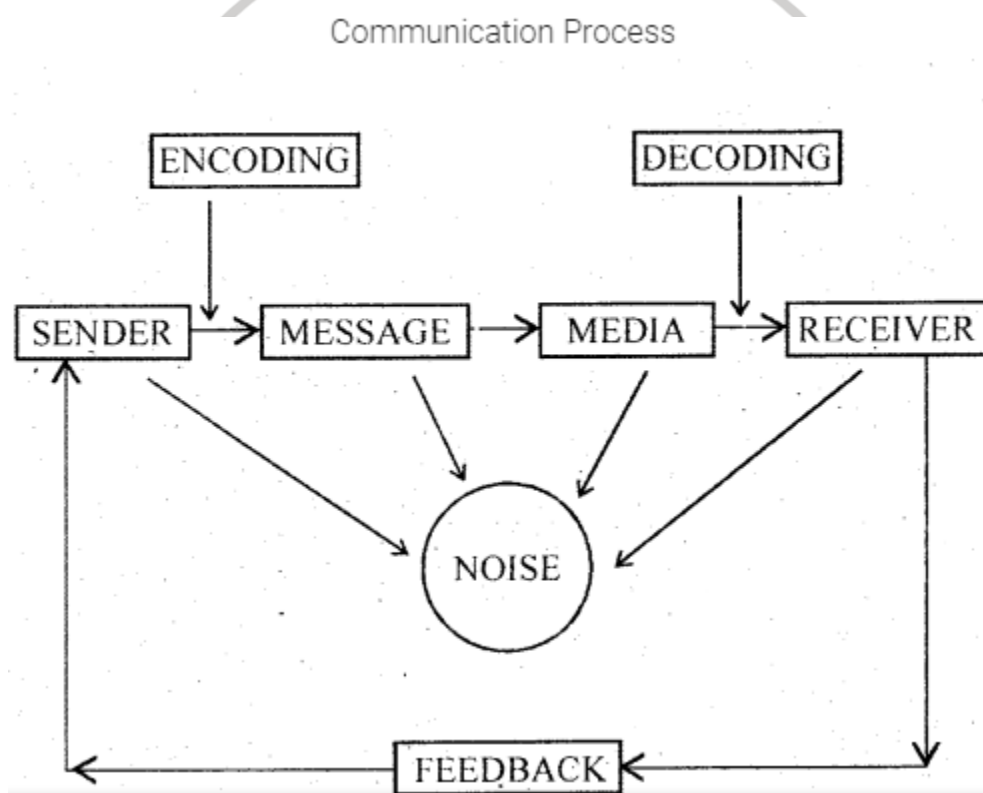 Communication Process
ENCODING
DECODING
SENDER
MESSAGE
MEDIA
RECEIVER
NOISE
FEEDBACK